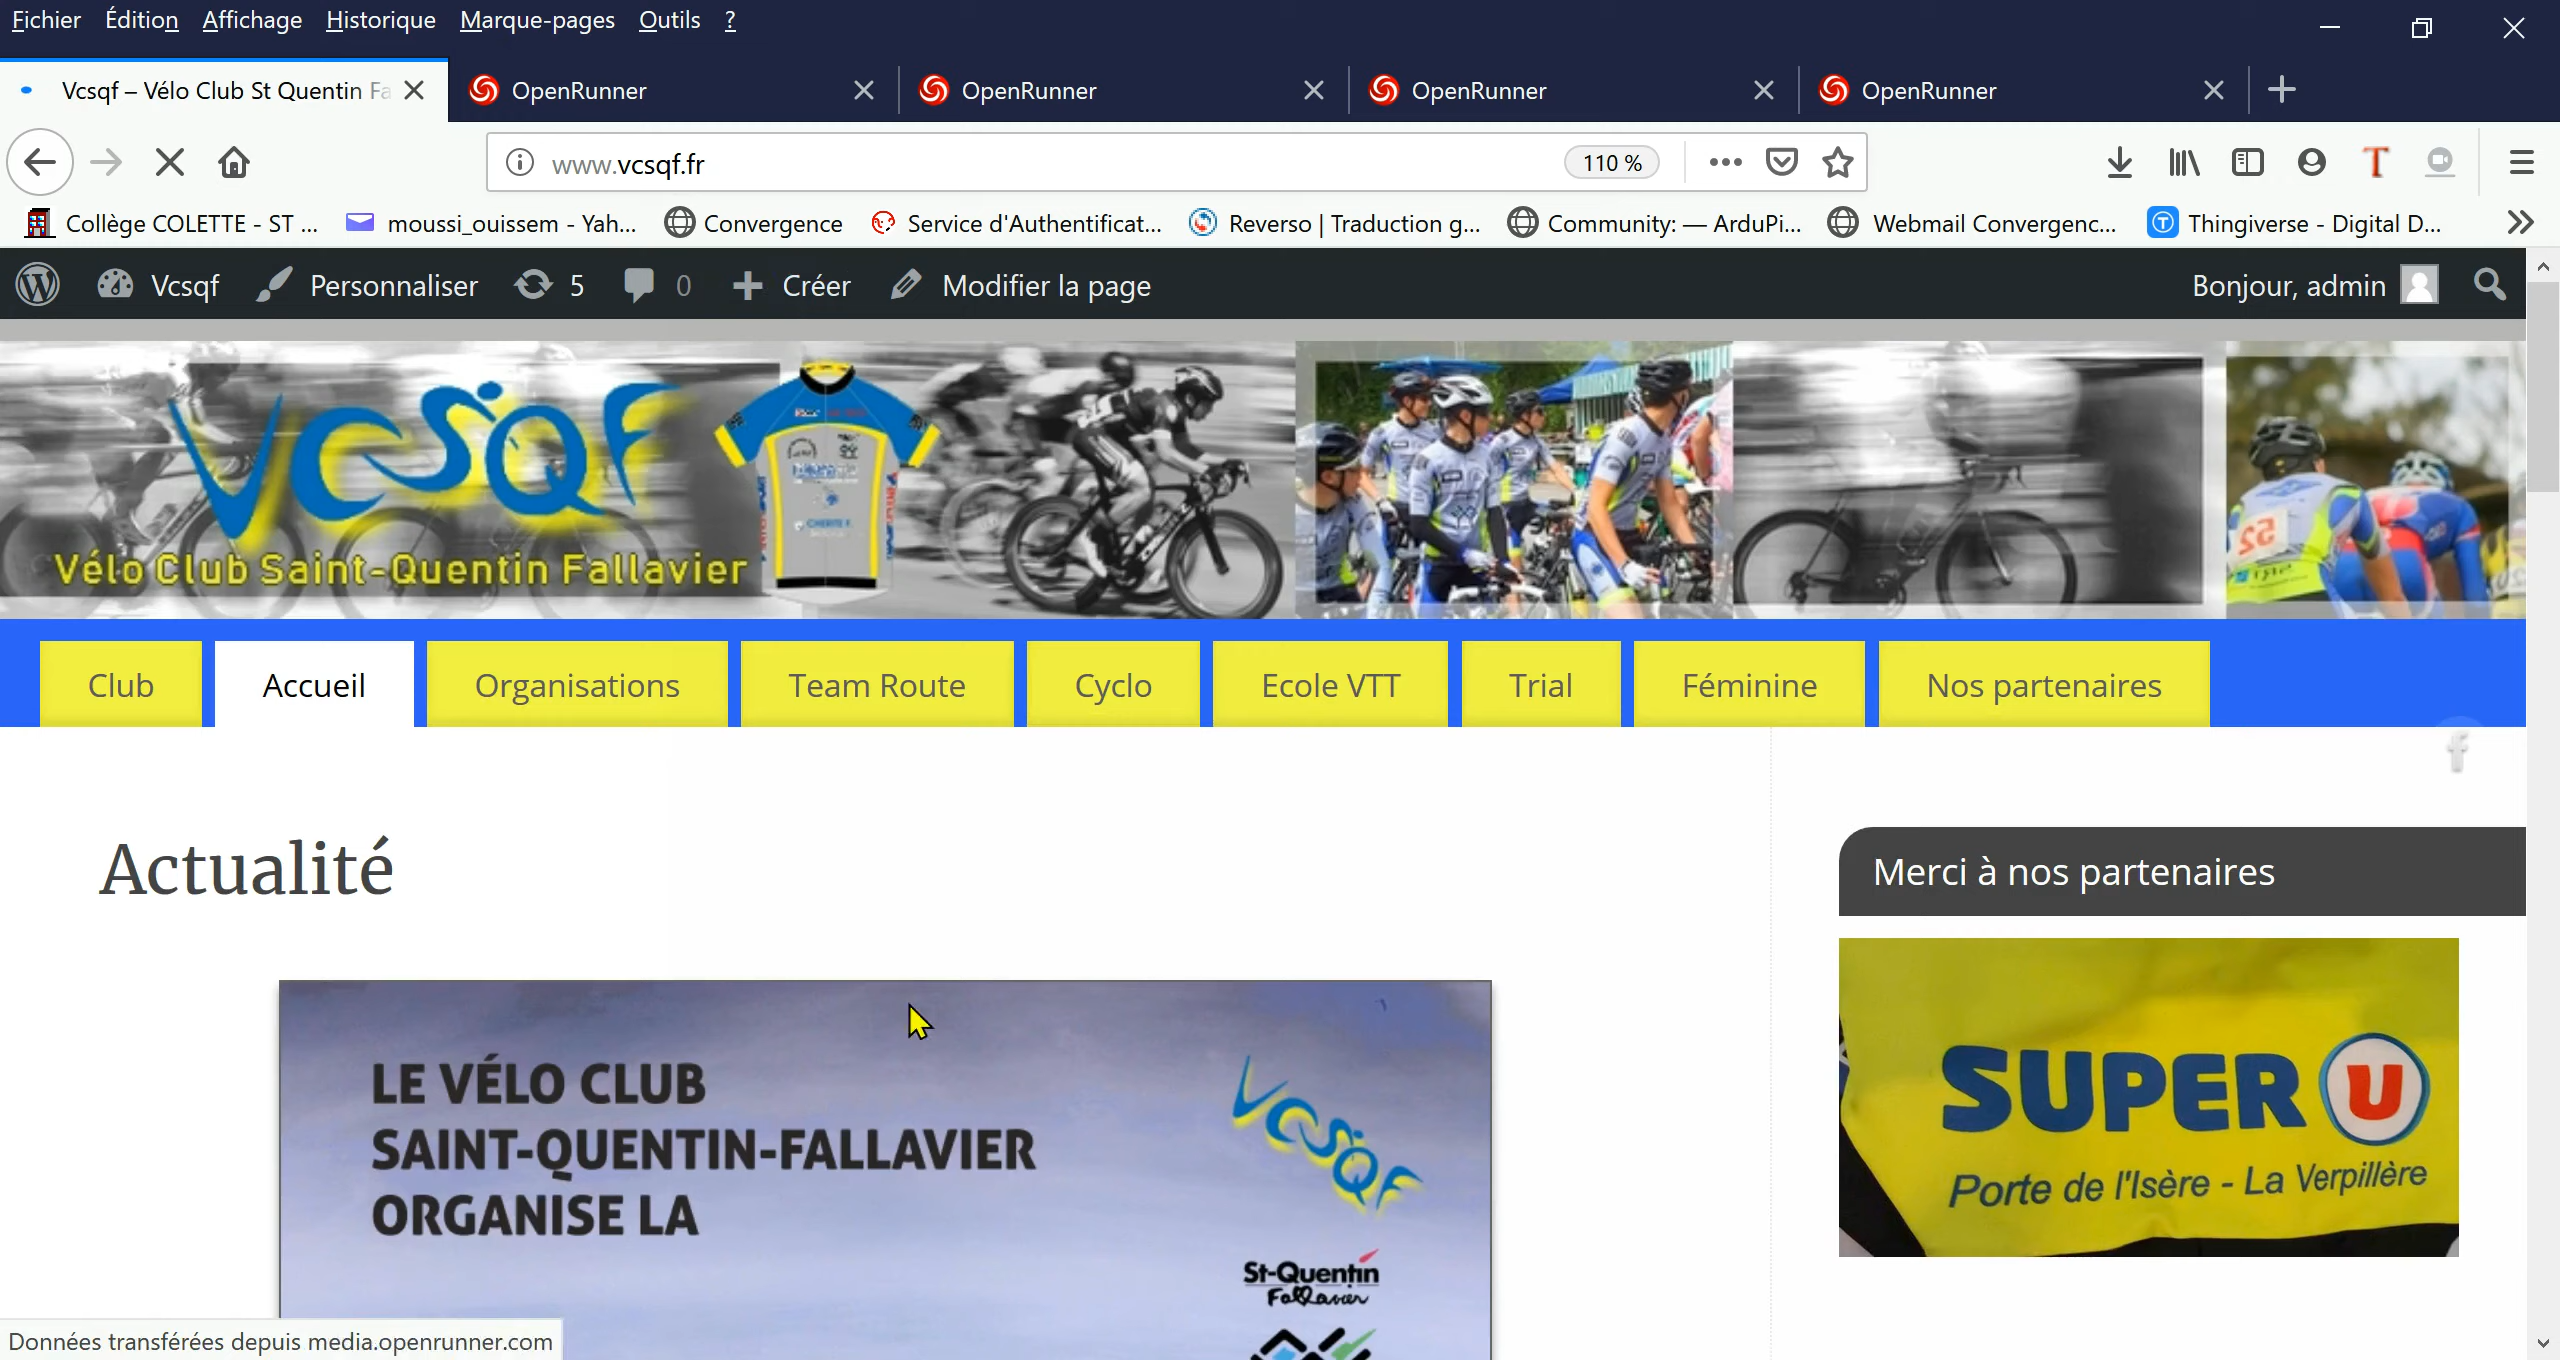 Fichier Édition Affichage Historique Marque-pages Outils ?
Vcsqf – Vélo Club St Quentin Fa
OpenRunner
OpenRunner
OpenRunner
OpenRunner
www.vcsqf.fr
110 %
T
Collège COLETTE - ST ...
moussi_ouissem - Yah...
Convergence
Service d'Authentificat...
Reverso | Traduction g...
Community: — ArduPi...
Webmail Convergenc...
Thingiverse - Digital D...
Vcsqf
Personnaliser
5
0
Créer
Modifier la page
Bonjour, admin
VCSQF
Vélo Club Saint-Quentin Fallavier
52
Club
Accueil
Organisations
Team Route
Cyclo
Ecole VTT
Trial
Féminine
Nos partenaires
f
Actualité
Merci à nos partenaires
LE VÉLO CLUB
SAINT-QUENTIN-FALLAVIER
ORGANISE LA
VCSQF
St-Quentin
Fallavier
SUPER U
Porte de l'Isère - La Verpillère
Données transférées depuis media.openrunner.com